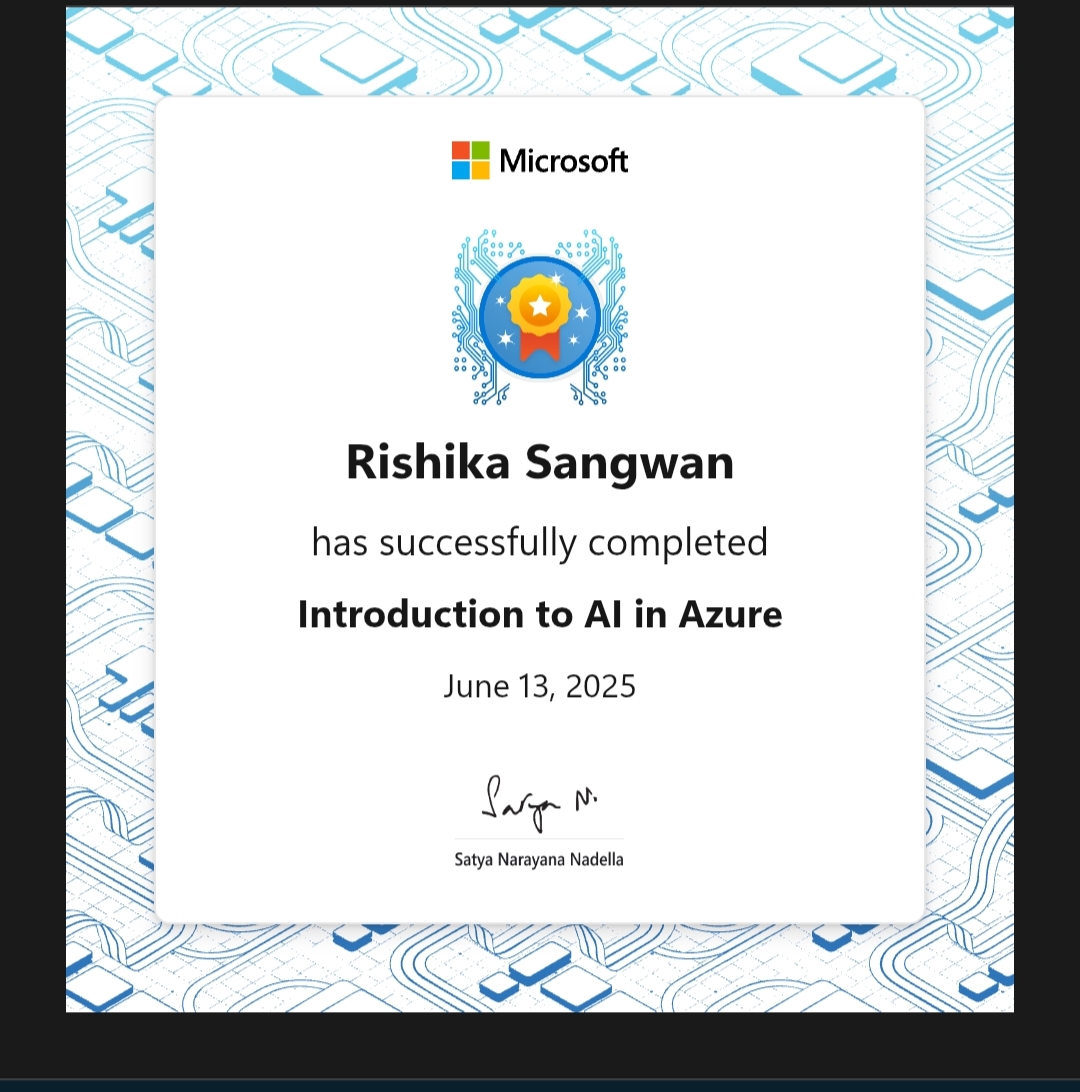 Microsoft
Rishika Sangwan
has successfully completed
Introduction to AI in Azure
June 13, 2025
Satya N.
Satya Narayana Nadella